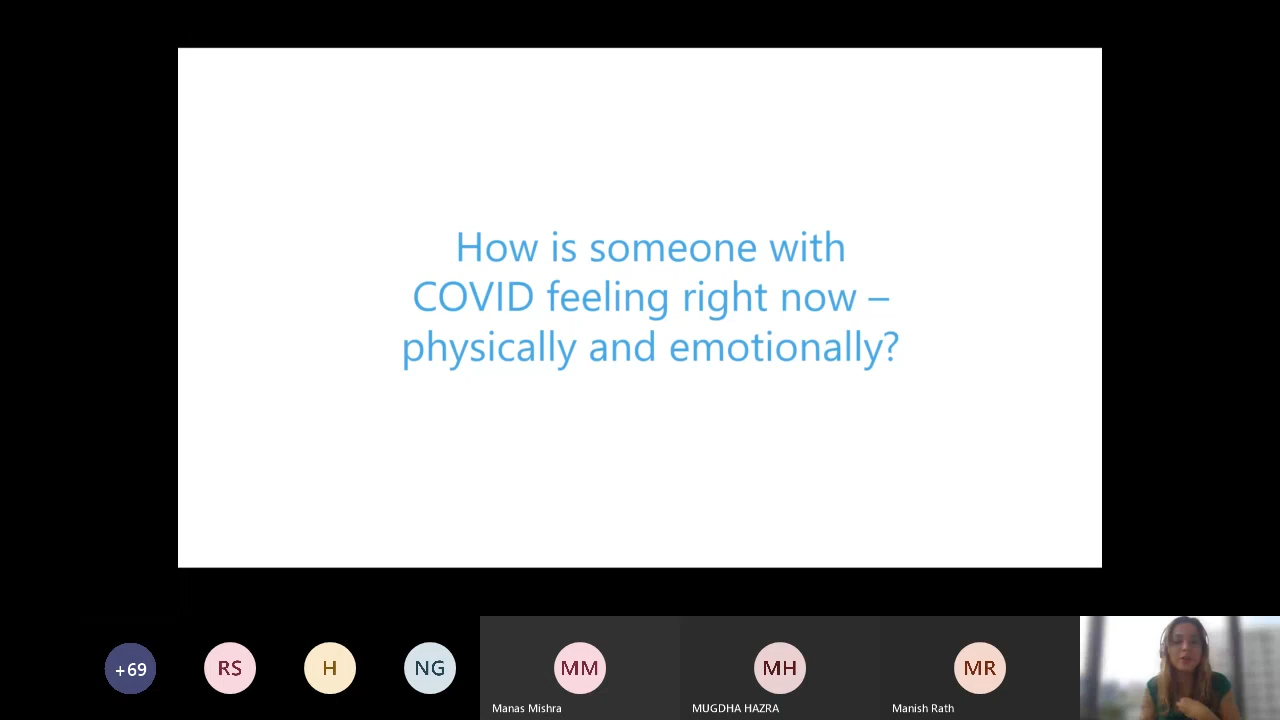 How is someone with
COVID feeling right now –
physically and emotionally?
+69
RS
H
NG
MM
MH
MR
Manas Mishra
MUGDHA HAZRA
Manish Rath